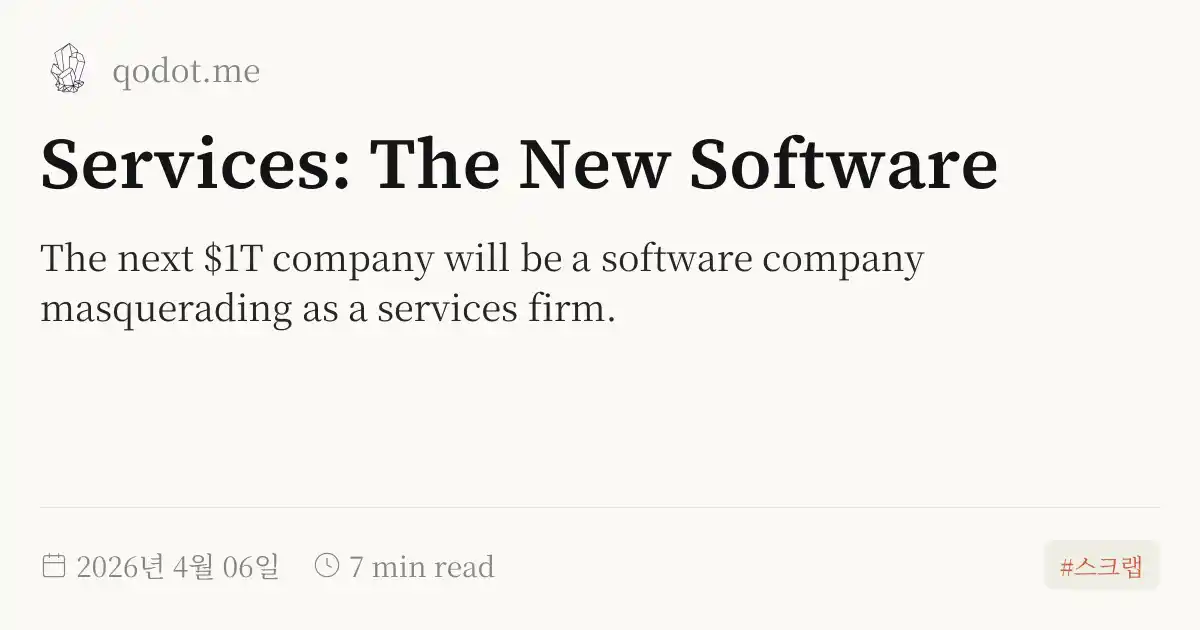 qodot.me
Services: The New Software
The next $1T company will be a software company
masquerading as a services firm.
2026년 4월 06일 7 min read
#스크랩